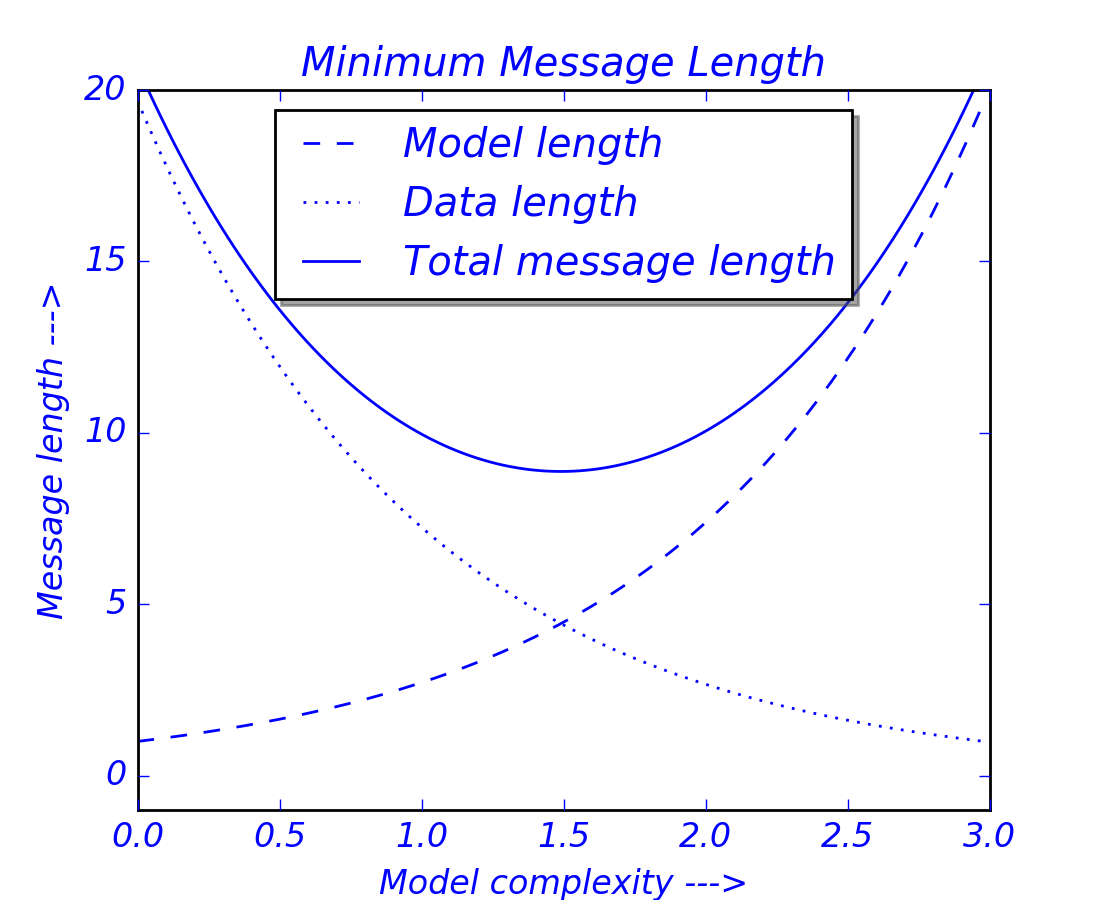 Minimum Message Length
Model length
Data length
Total message length
20
15
10
5
0
Message length --->
0.0 0.5 1.0 1.5 2.0 2.5 3.0
Model complexity --->